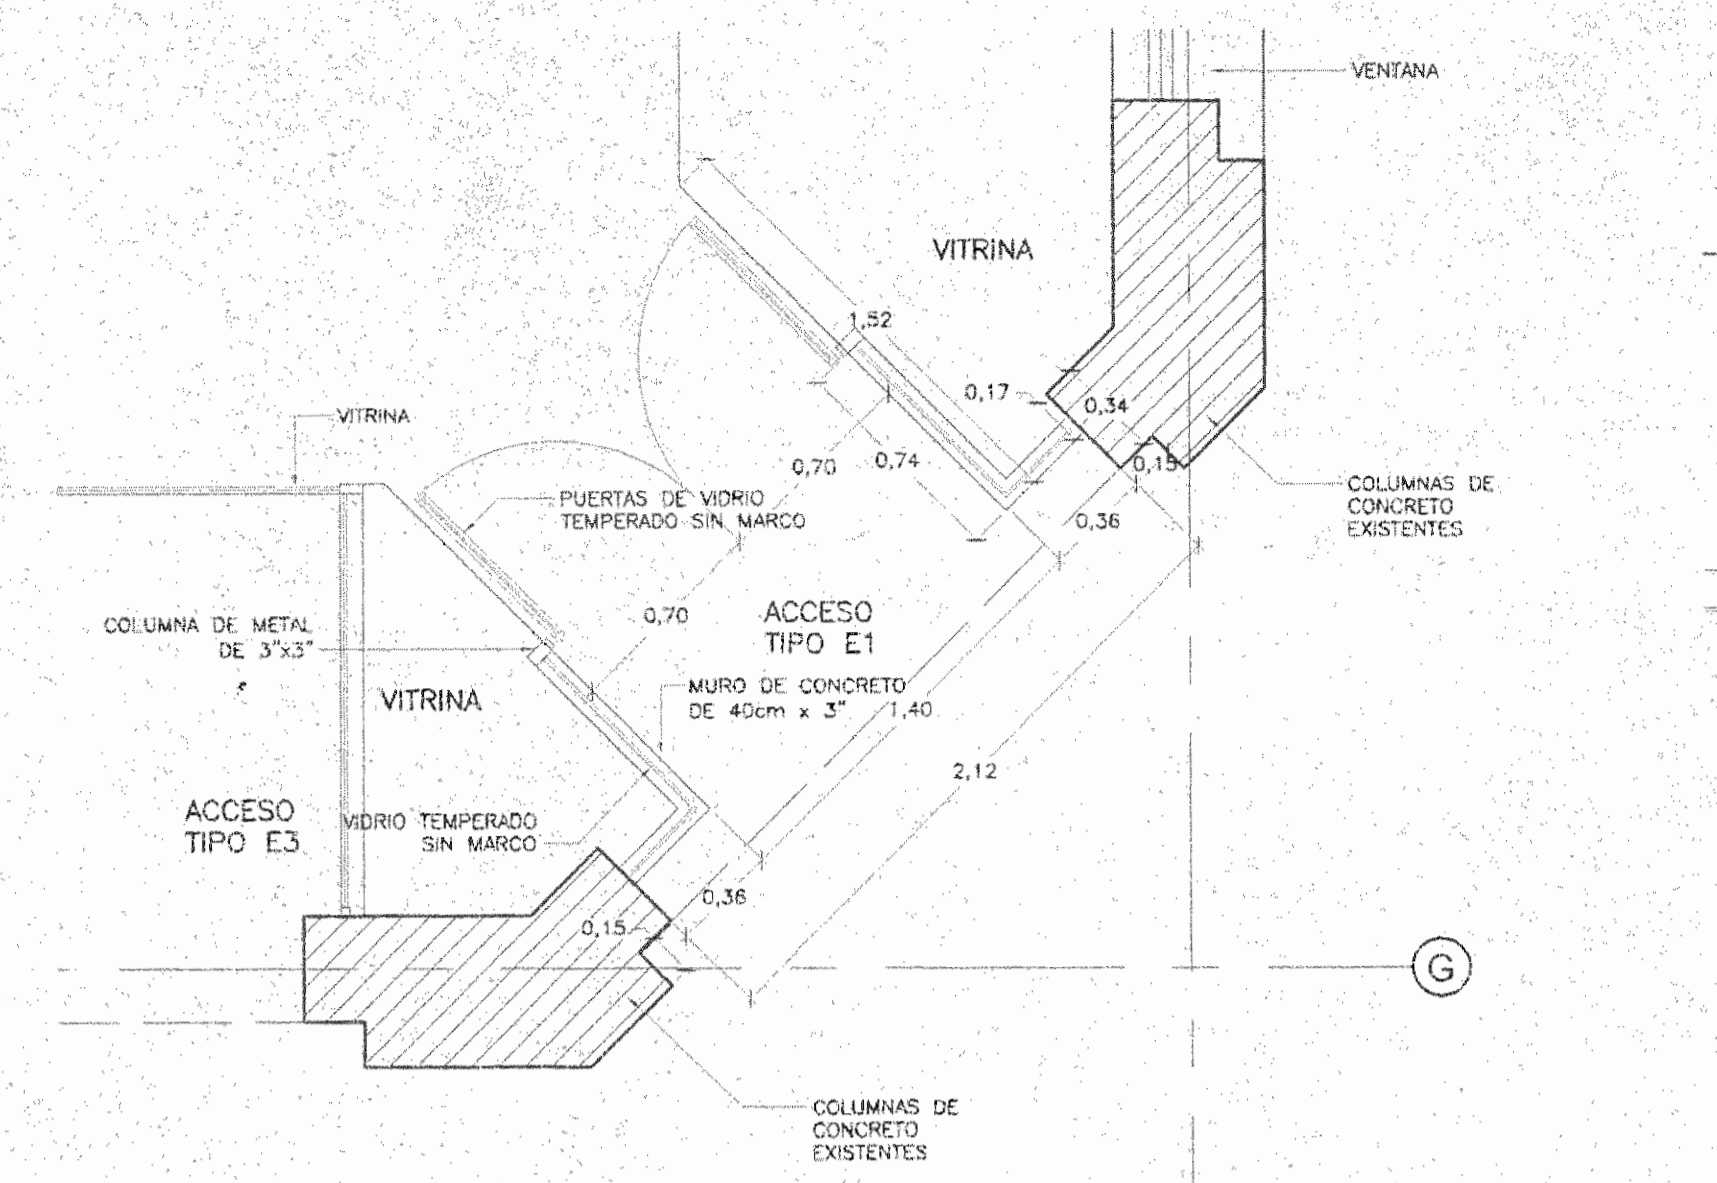 VENTANA
VITRINA
1,52
0,17
0,34
0,15
VITRINA
0,70
0,74
COLUMNAS DE
CONCRETO
EXISTENTES
PUERTAS DE VIDRIO
TEMPERADO SIN MARCO
0,36
0,70
ACCESO
TIPO E1
COLUMNA DE METAL
DE 3"x3"
VITRINA
MURO DE CONCRETO
DE 40cm x 3"
1,40
2,12
ACCESO
TIPO E3
VIDRIO TEMPERADO
SIN MARCO
0,36
0,15
G
COLUMNAS DE
CONCRETO
EXISTENTES